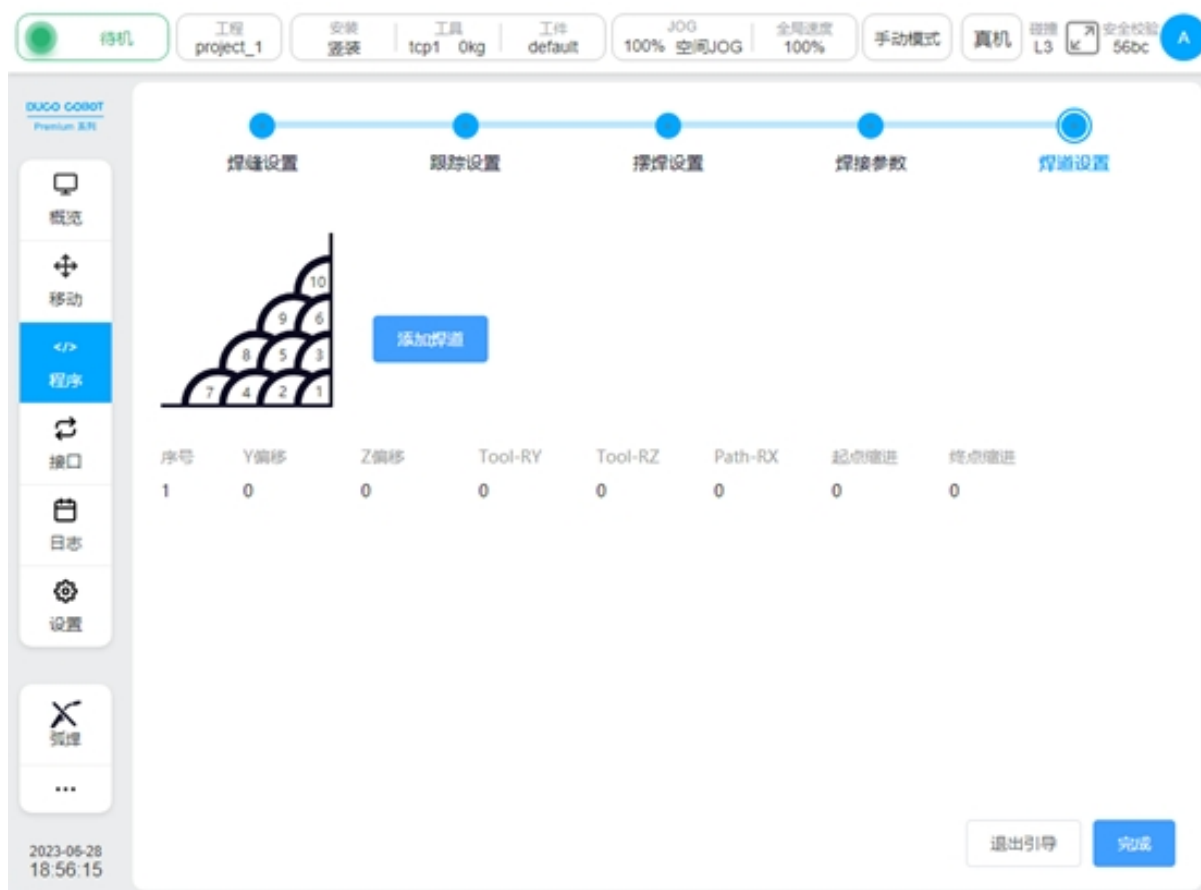 待机
工程
project_1
安装 工具 工件
竖装 tcp1 0kg default
JOG 全局速度
100% 空间JOG 100%
手动模式
真机
碰撞
L3
安全校验
56bc
A
DUCO COBOT
Premium 系列
概览
移动
</>
程序
接口
日志
设置
弧焊
...
2023-06-28
18:56:15
焊缝设置 跟踪设置 摆焊设置 焊接参数 焊道设置
10
9 6
8 5 3
7 4 2 1
添加焊道
序号 Y偏移 Z偏移 Tool-RY Tool-RZ Path-RX 起点缩进 终点缩进
1 0 0 0 0 0 0 0
退出引导 完成